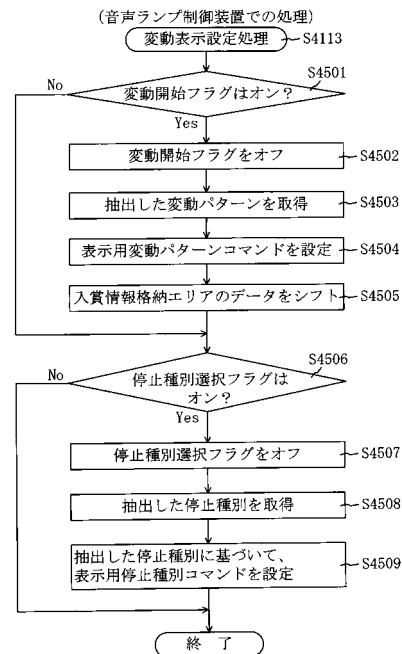 (音声ランプ制御装置での処理)
変動表示設定処理 S4113
S4501
変動開始フラグはオン?
No
Yes
変動開始フラグをオフ S4502
抽出した変動パターンを取得 S4503
表示用変動パターンコマンドを設定 S4504
入賞情報格納エリアのデータをシフト S4505
S4506
停止種別選択フラグは
オン?
No
Yes
停止種別選択フラグをオフ S4507
抽出した停止種別を取得 S4508
抽出した停止種別に基づいて、
表示用停止種別コマンドを設定 S4509
終了